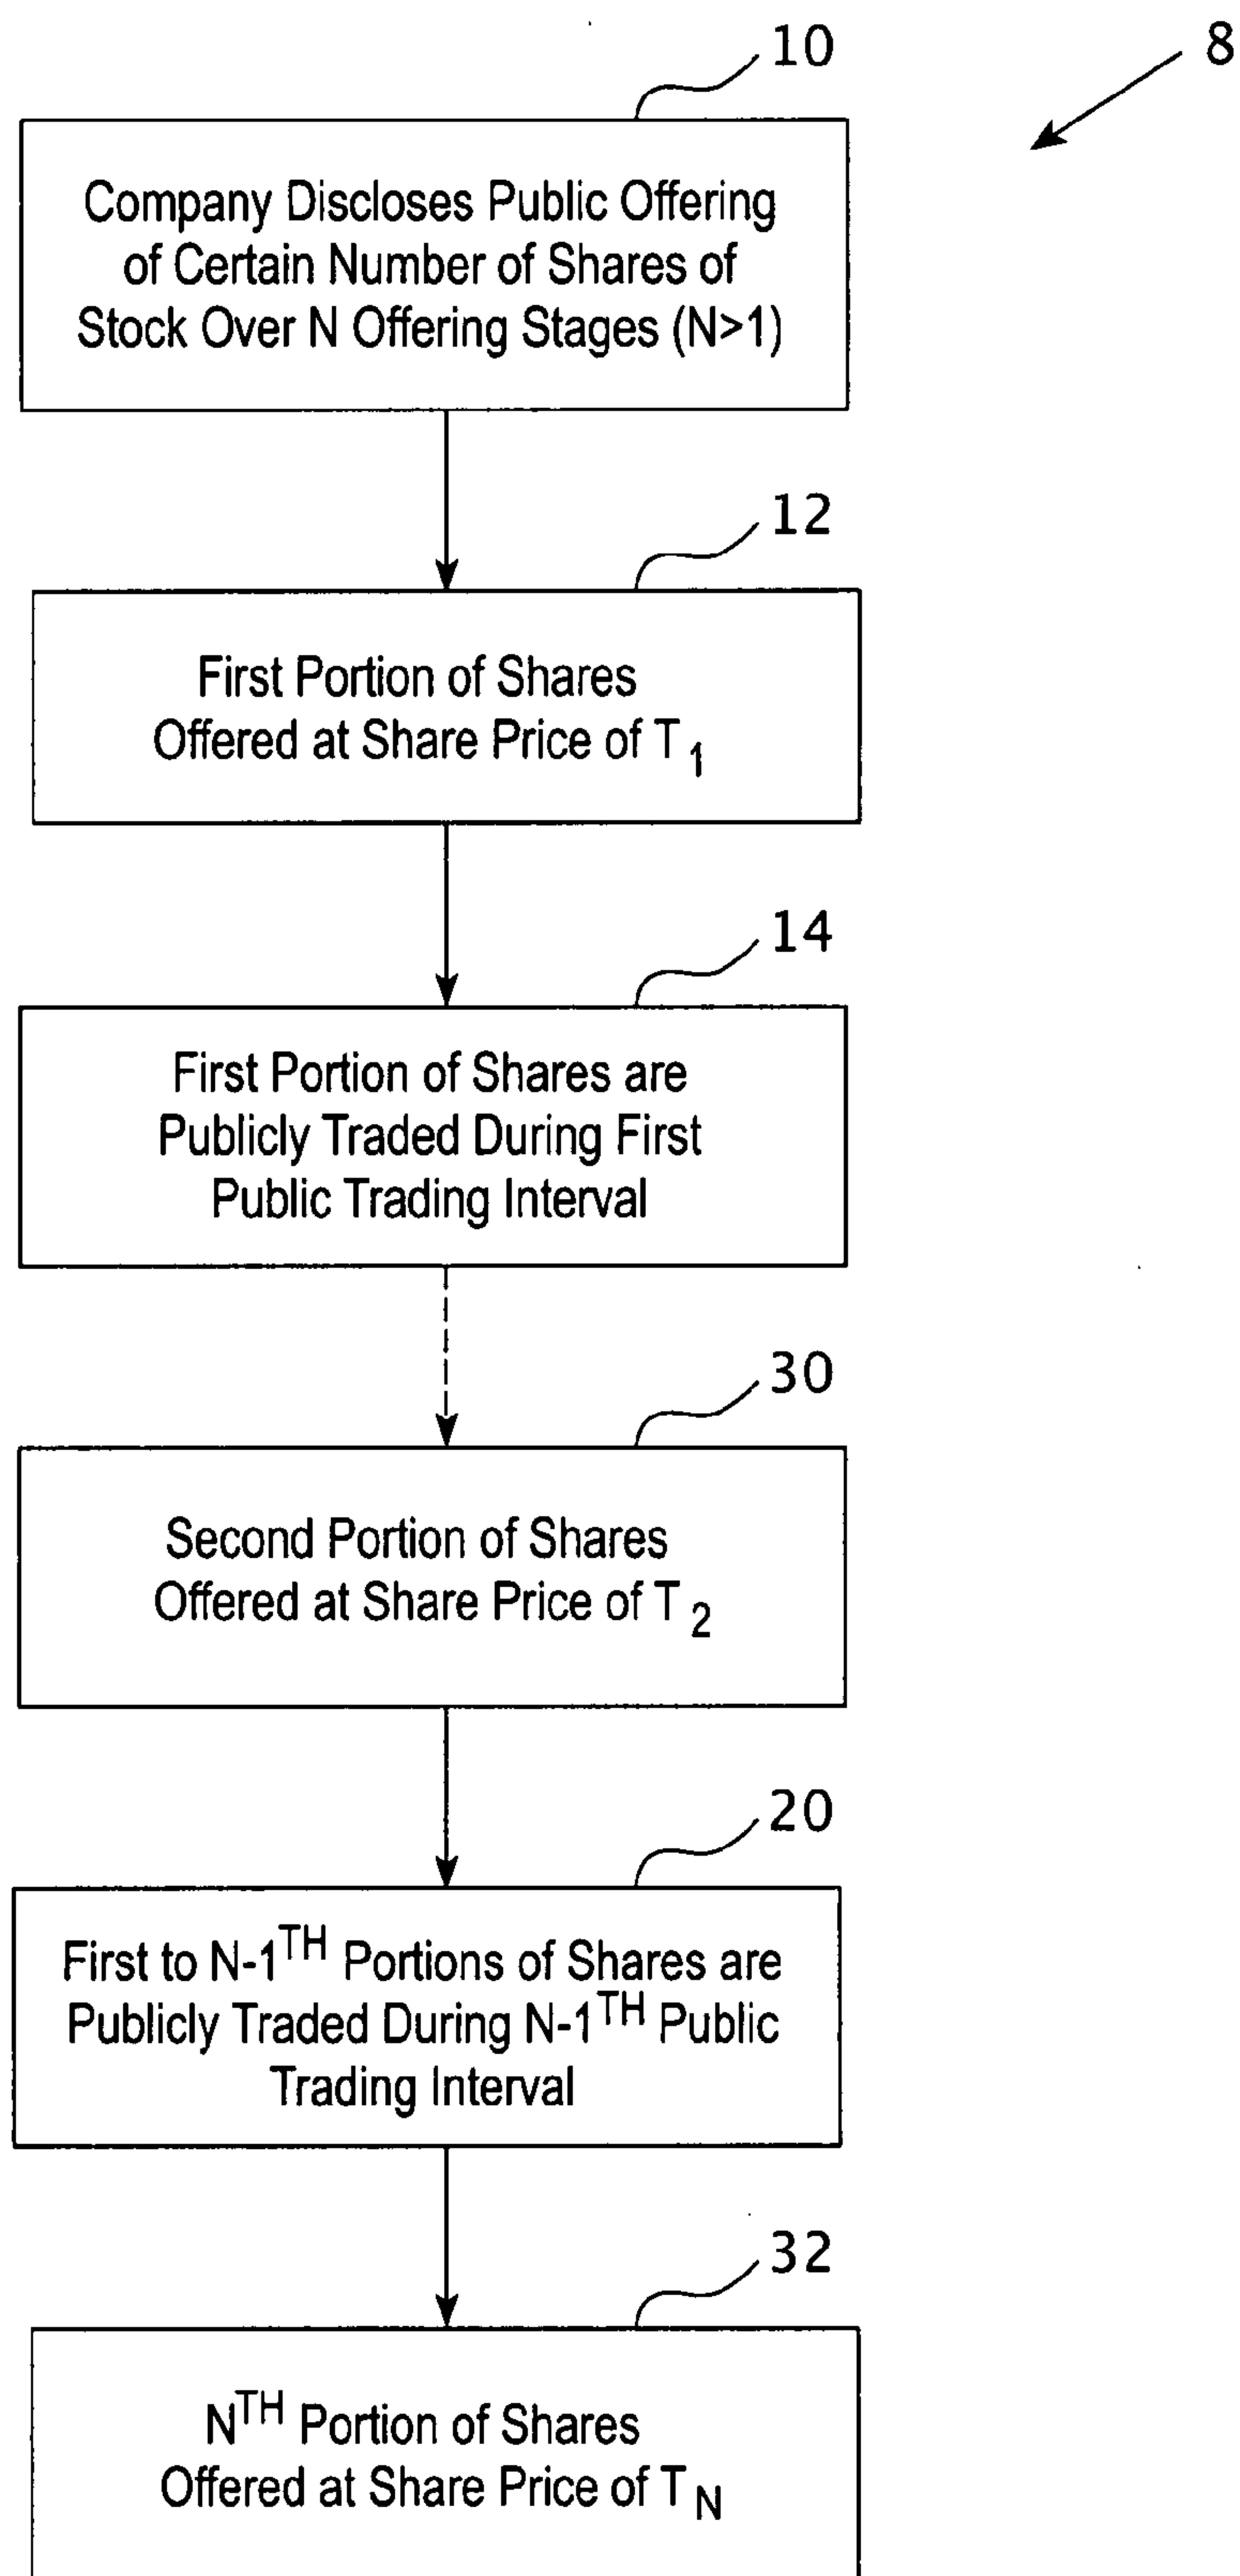 10
8
Company Discloses Public Offering
of Certain Number of Shares of
Stock Over N Offering Stages (N>1)
12
First Portion of Shares
Offered at Share Price of T₁
14
First Portion of Shares are
Publicly Traded During First
Public Trading Interval
30
Second Portion of Shares
Offered at Share Price of T₂
20
First to N-1ᵀᴴ Portions of Shares are
Publicly Traded During N-1ᵀᴴ Public
Trading Interval
32
Nᵀᴴ Portion of Shares
Offered at Share Price of T_N